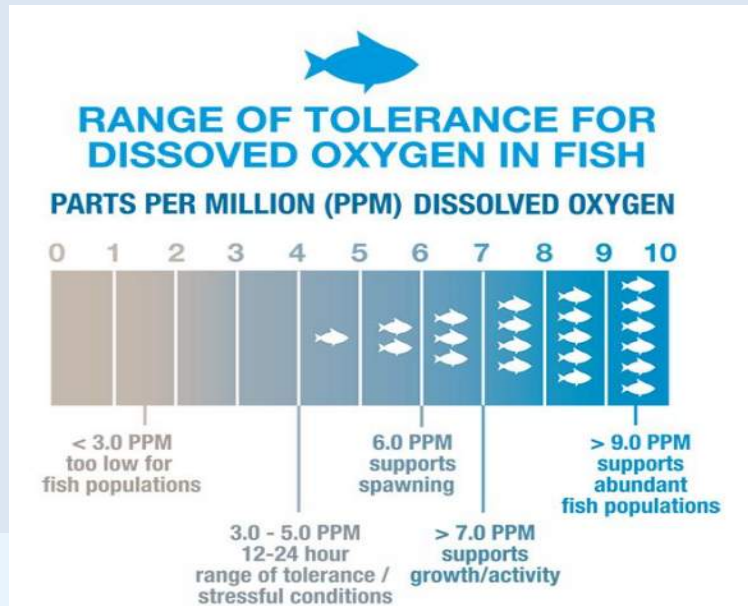 RANGE OF TOLERANCE FOR
DISSOVED OXYGEN IN FISH
PARTS PER MILLION (PPM) DISSOLVED OXYGEN
0 1 2 3 4 5 6 7 8 9 10
< 3.0 PPM
too low for
fish populations
3.0 - 5.0 PPM
12-24 hour
range of tolerance /
stressful conditions
6.0 PPM
supports
spawning
> 7.0 PPM
supports
growth/activity
> 9.0 PPM
supports
abundant
fish populations